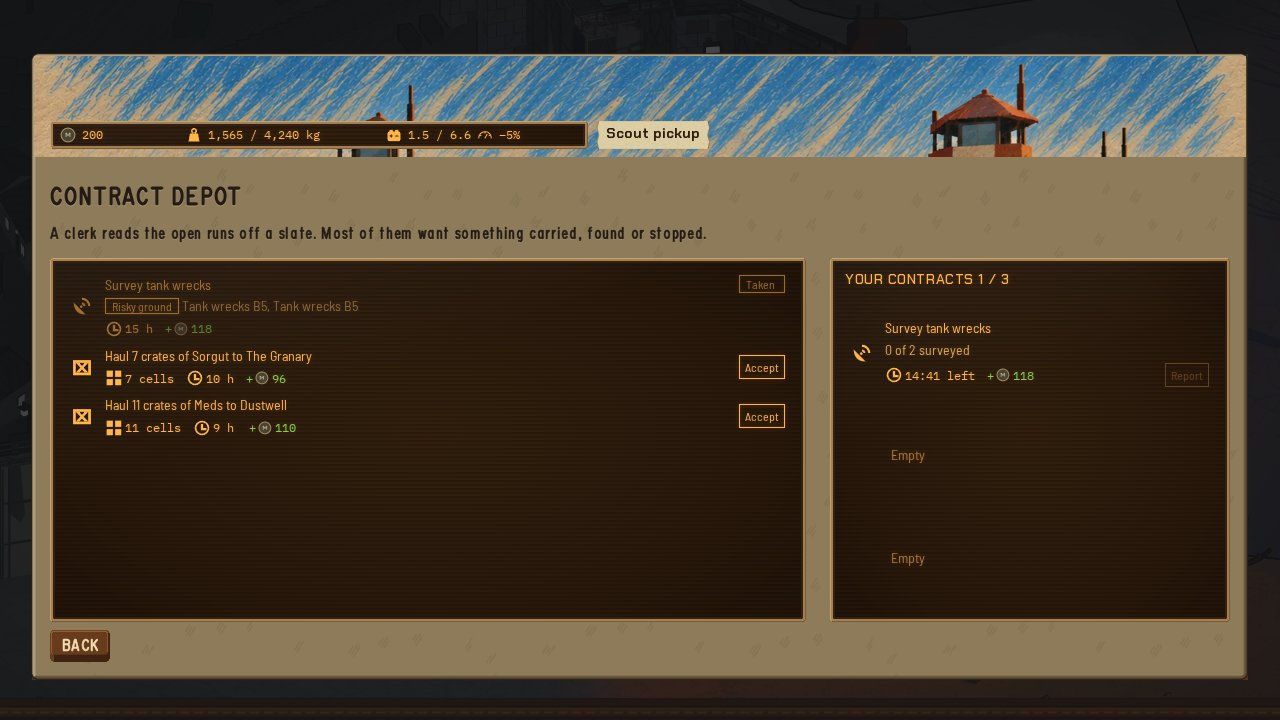 200 1,565 / 4,240 kg 1.5 / 6.6 -5% Scout pickup
CONTRACT DEPOT
A clerk reads the open runs off a slate. Most of them want something carried, found or stopped.
Survey tank wrecks Taken
Risky ground Tank wrecks B5, Tank wrecks B5
15 h + M 118
Haul 7 crates of Sorgut to The Granary Accept
7 cells 10 h + M 96
Haul 11 crates of Meds to Dustwell Accept
11 cells 9 h + M 110
YOUR CONTRACTS 1 / 3
Survey tank wrecks
0 of 2 surveyed
14:41 left + M 118 Report
Empty
Empty
BACK